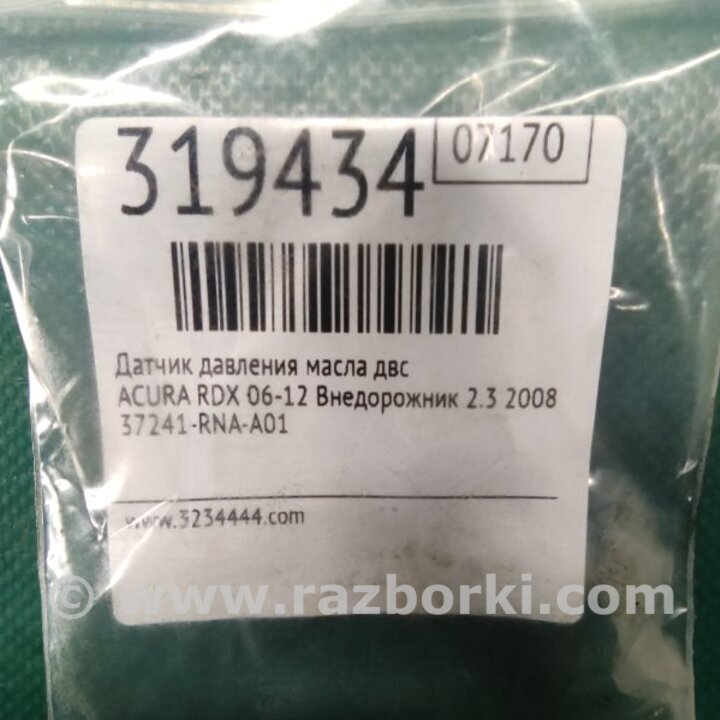 319434
07170
Датчик давления масла двс
ACURA RDX 06-12 Внедорожник 2.3 2008
37241-RNA-A01
www.3234444.com
© www.razborki.com